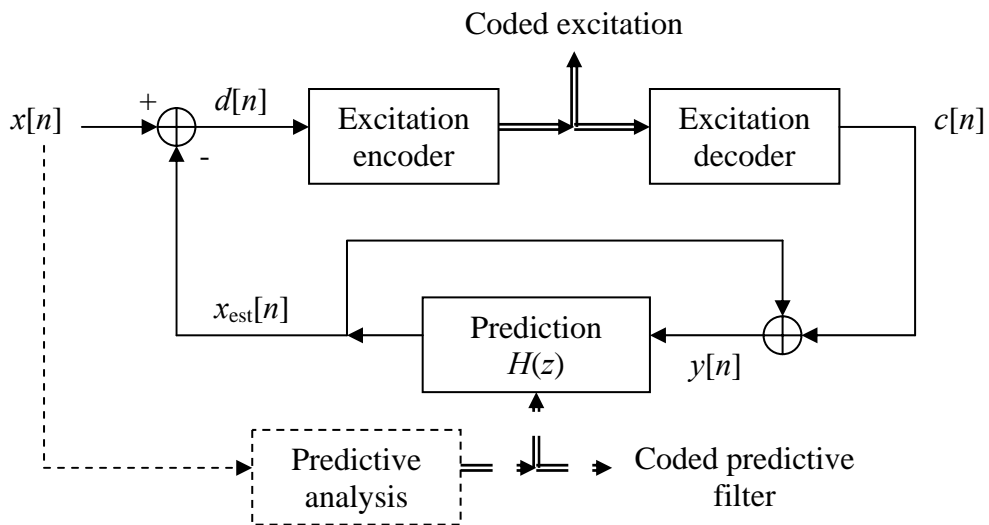 Coded excitation
x[n]
+
-
d[n]
Excitation
encoder
Excitation
decoder
c[n]
x_est[n]
Prediction
H(z)
y[n]
Predictive
analysis
Coded predictive
filter